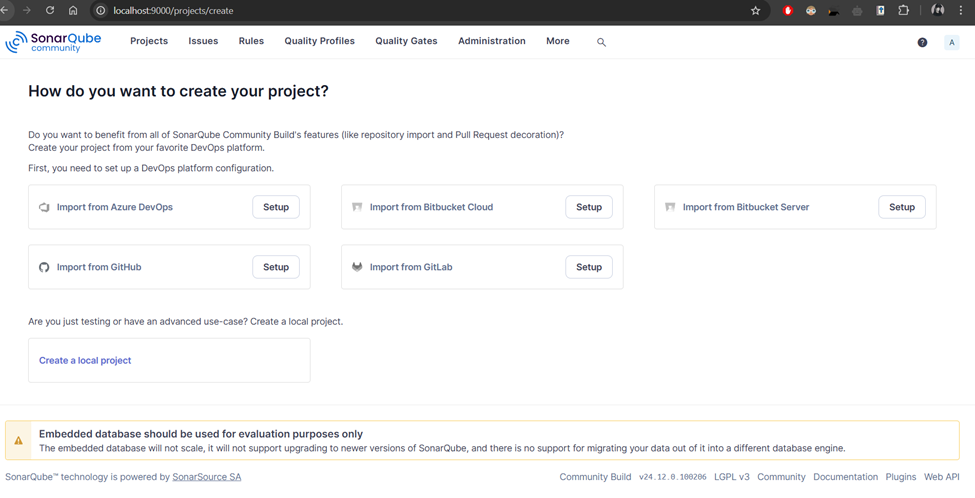 localhost:9000/projects/create
SonarQube
community
Projects Issues Rules Quality Profiles Quality Gates Administration More
A
How do you want to create your project?
Do you want to benefit from all of SonarQube Community Build's features (like repository import and Pull Request decoration)?
Create your project from your favorite DevOps platform.
First, you need to set up a DevOps platform configuration.
Import from Azure DevOps Setup Import from Bitbucket Cloud Setup Import from Bitbucket Server Setup
Import from GitHub Setup Import from GitLab Setup
Are you just testing or have an advanced use-case? Create a local project.
Create a local project
Embedded database should be used for evaluation purposes only
The embedded database will not scale, it will not support upgrading to newer versions of SonarQube, and there is no support for migrating your data out of it into a different database engine.
SonarQube™ technology is powered by SonarSource SA Community Build v24.12.0.100206 LGPL v3 Community Documentation Plugins Web API